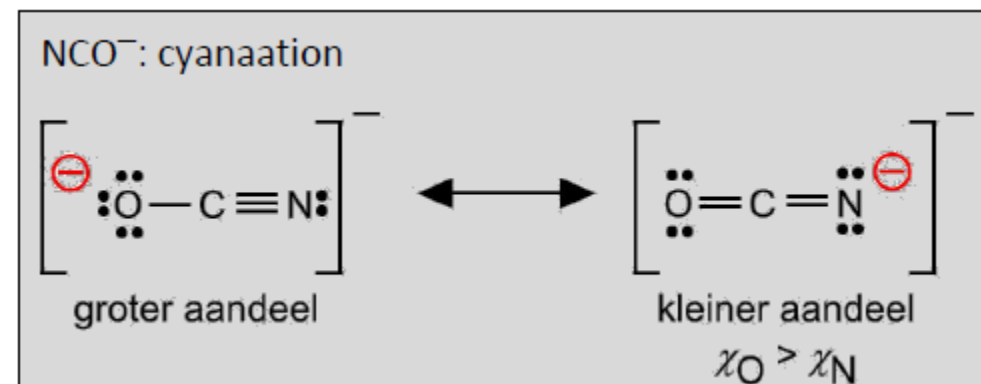 NCO⁻: cyanaation
[⊖ :Ö—C≡N:]⁻ ⟷ [Ö=C=N̈ ⊖]⁻
groter aandeel kleiner aandeel
χO > χN